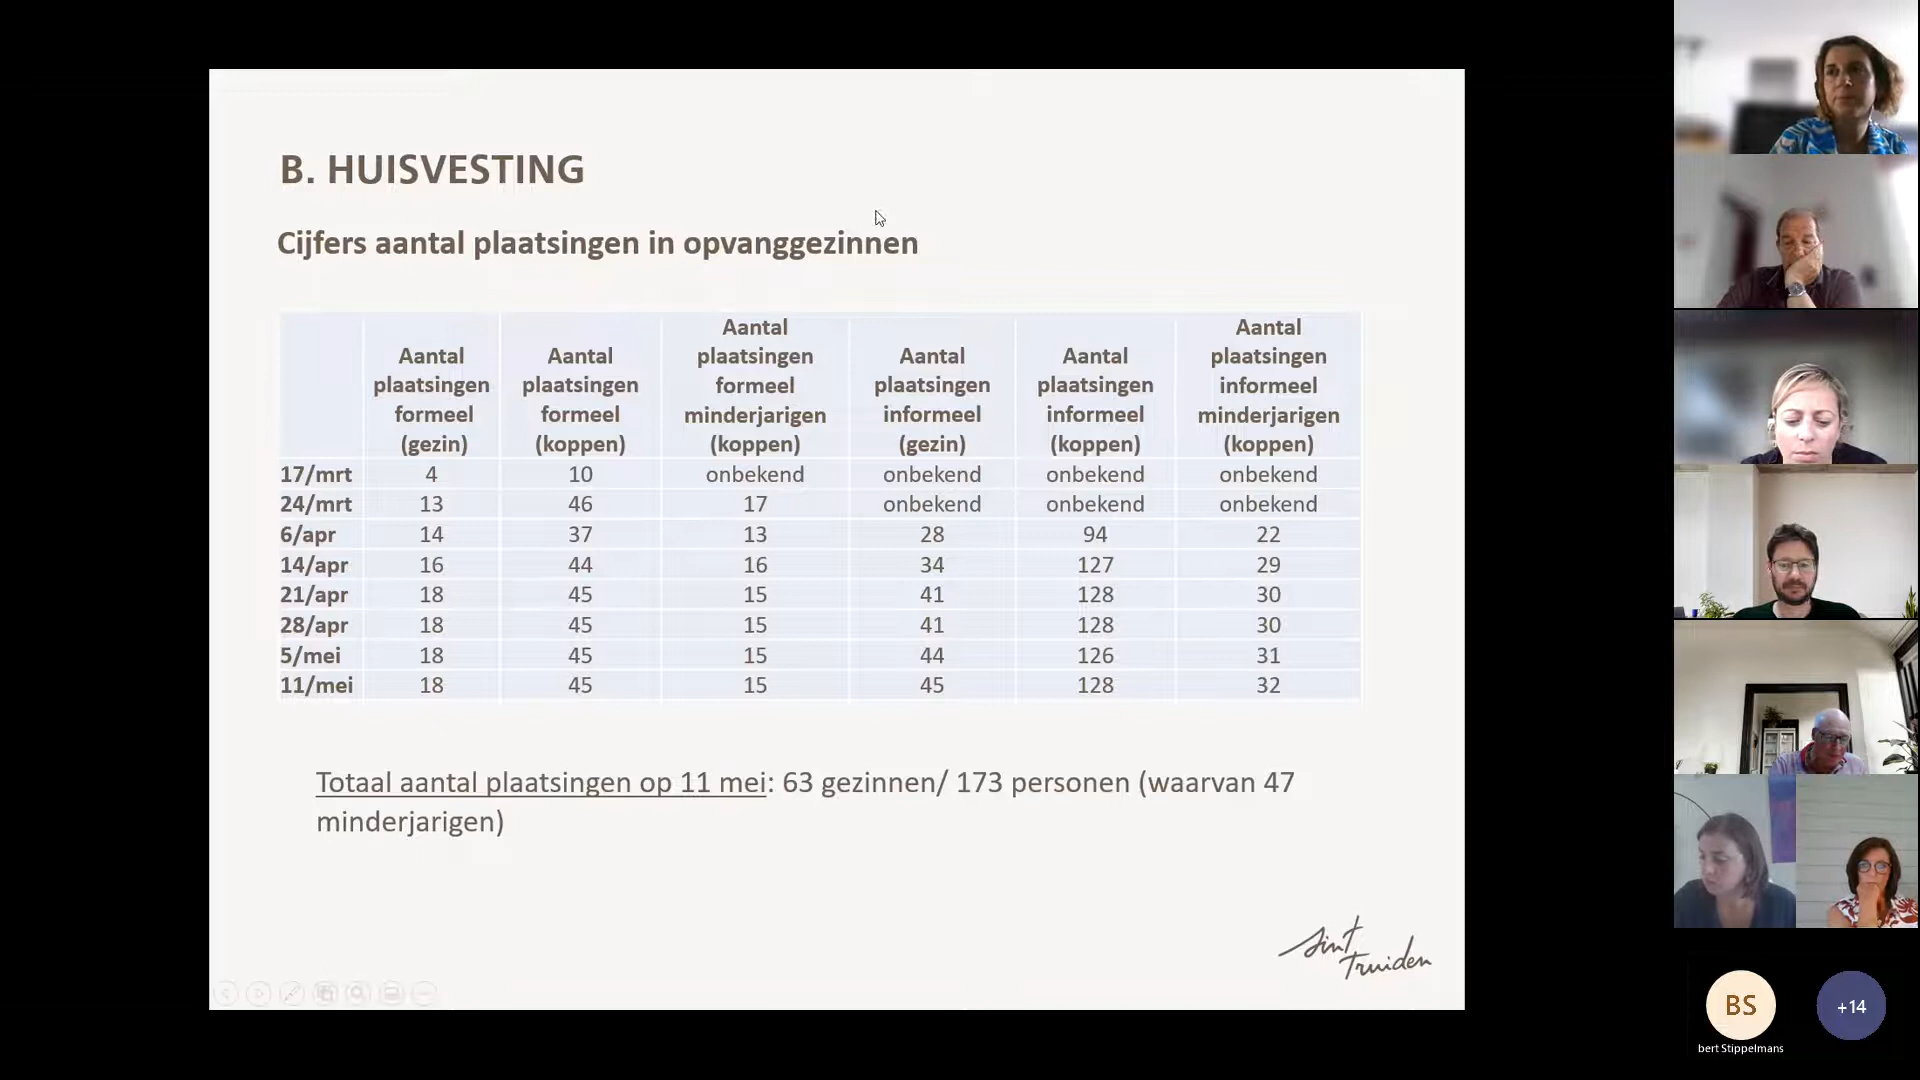 B. HUISVESTING
Cijfers aantal plaatsingen in opvanggezinnen
Aantal plaatsingen formeel (gezin) Aantal plaatsingen formeel (koppen) Aantal plaatsingen formeel minderjarigen (koppen) Aantal plaatsingen informeel (gezin) Aantal plaatsingen informeel (koppen) Aantal plaatsingen informeel minderjarigen (koppen)
17/mrt 4 10 onbekend onbekend onbekend onbekend
24/mrt 13 46 17 onbekend onbekend onbekend
6/apr 14 37 13 28 94 22
14/apr 16 44 16 34 127 29
21/apr 18 45 15 41 128 30
28/apr 18 45 15 41 128 30
5/mei 18 45 15 44 126 31
11/mei 18 45 15 45 128 32
Totaal aantal plaatsingen op 11 mei: 63 gezinnen/ 173 personen (waarvan 47
minderjarigen)
Sint
Truiden
BS
+14
bert Stippelmans